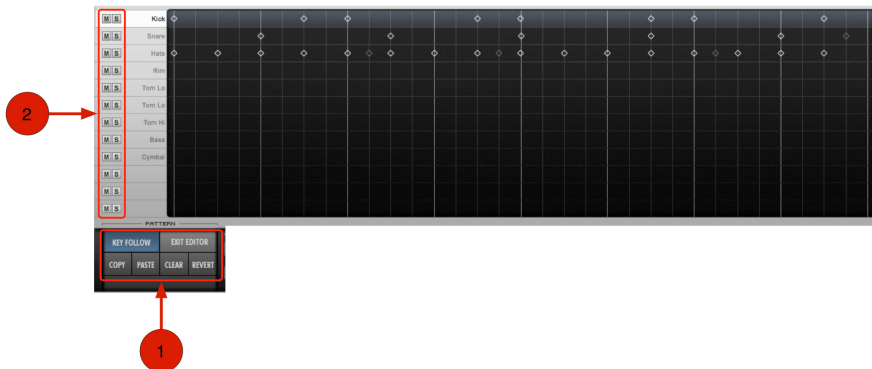 M S Kick
M S Snare
M S Hats
M S Rim
M S Tom Lo
M S Tom Lo
2
M S Tom Hi
M S Bass
M S Cymbal
M S
M S
M S
PATTERN
KEY FOLLOW EXIT EDITOR
COPY PASTE CLEAR REVERT
1